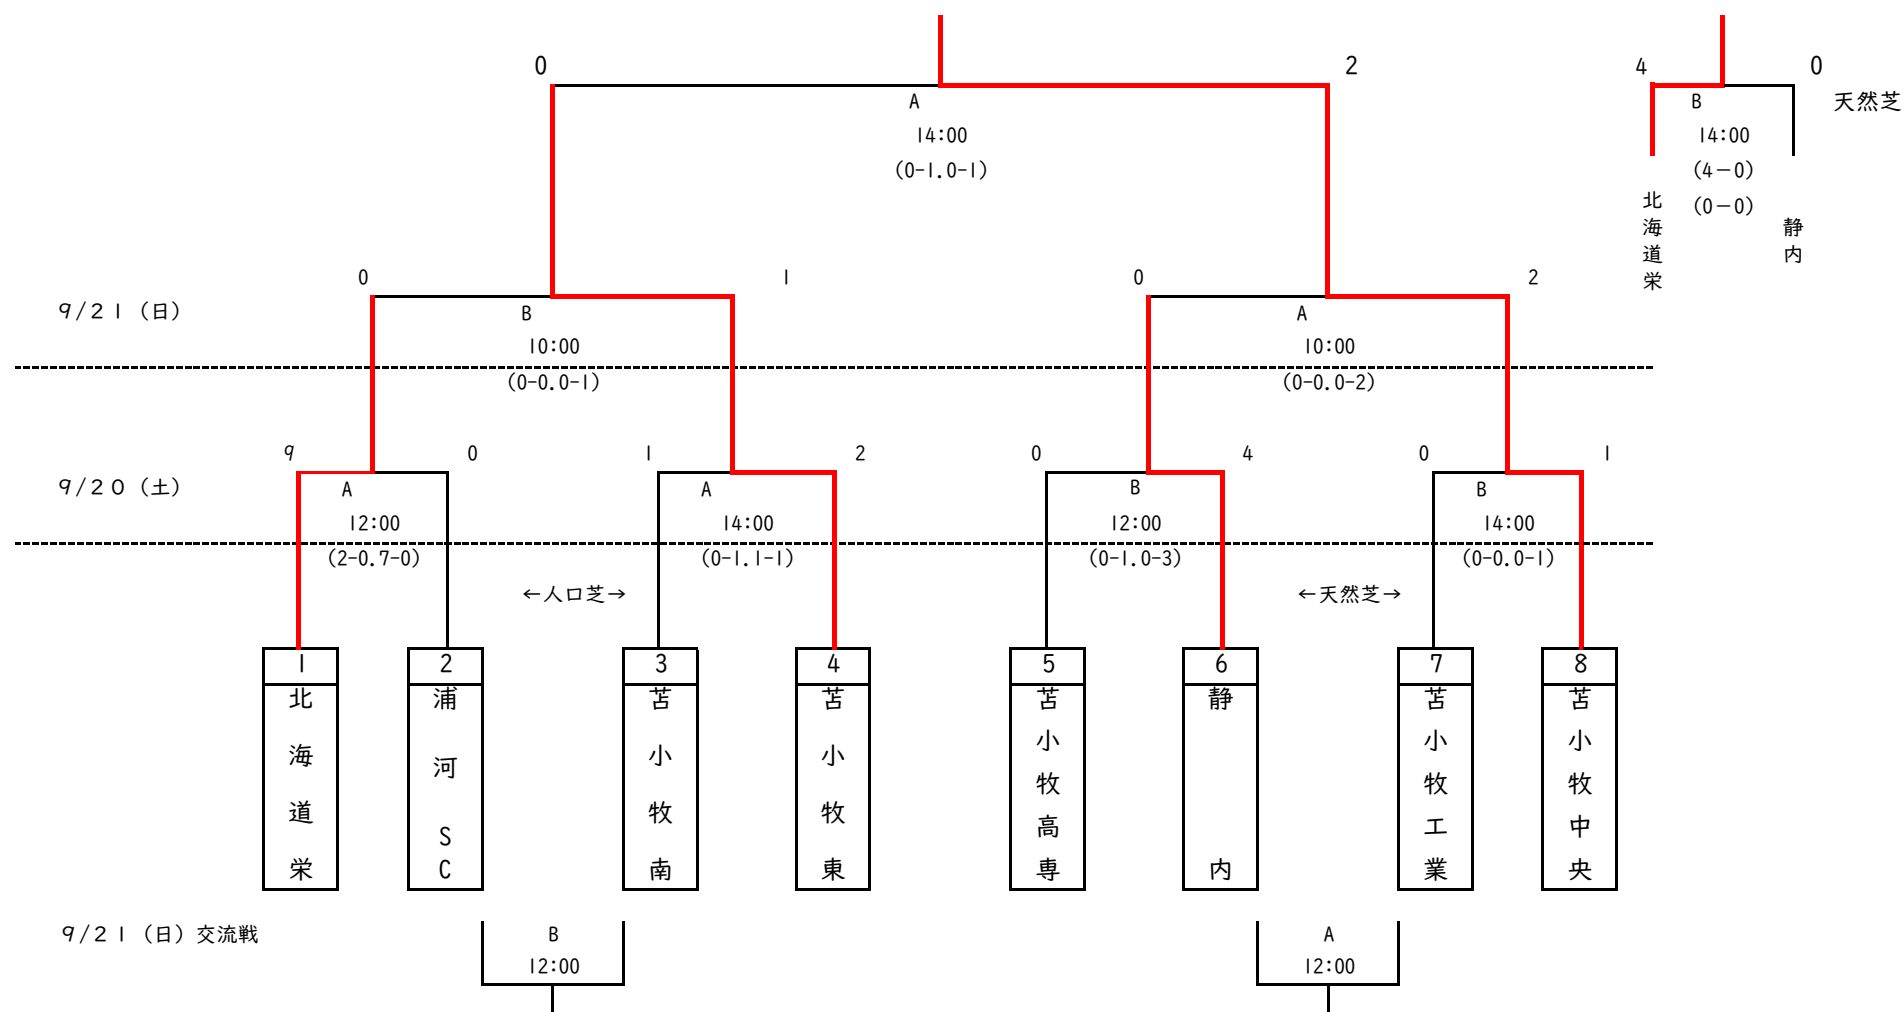 0
2
A
14:00
(0-1.0-1)
4
0
B
天然芝
14:00
(4－0)
(0－0)
北海道栄
静内
9/21（日）
0
1
B
10:00
(0-0.0-1)
0
2
A
10:00
(0-0.0-2)
9/20（土）
9
0
A
12:00
(2-0.7-0)
1
2
A
14:00
(0-1.1-1)
0
4
B
12:00
(0-1.0-3)
0
1
B
14:00
(0-0.0-1)
←人口芝→
←天然芝→
1
北海道栄
2
浦河SC
3
苫小牧南
4
苫小牧東
5
苫小牧高専
6
静内
7
苫小牧工業
8
苫小牧中央
9/21（日）交流戦
B
12:00
A
12:00